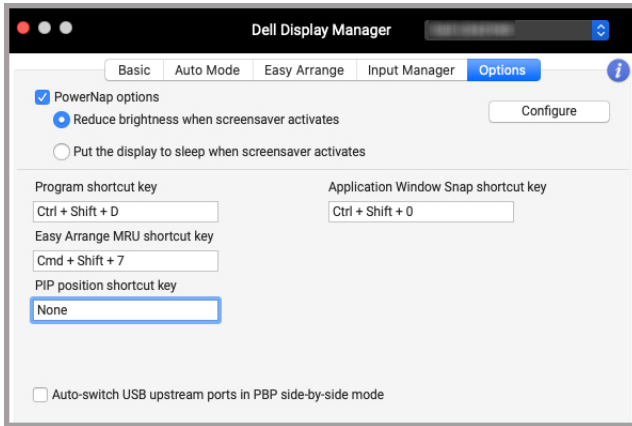 Dell Display Manager
Basic Auto Mode Easy Arrange Input Manager Options i
PowerNap options
Configure
Reduce brightness when screensaver activates
Put the display to sleep when screensaver activates
Program shortcut key
Application Window Snap shortcut key
Ctrl + Shift + D
Ctrl + Shift + 0
Easy Arrange MRU shortcut key
Cmd + Shift + 7
PIP position shortcut key
None
Auto-switch USB upstream ports in PBP side-by-side mode